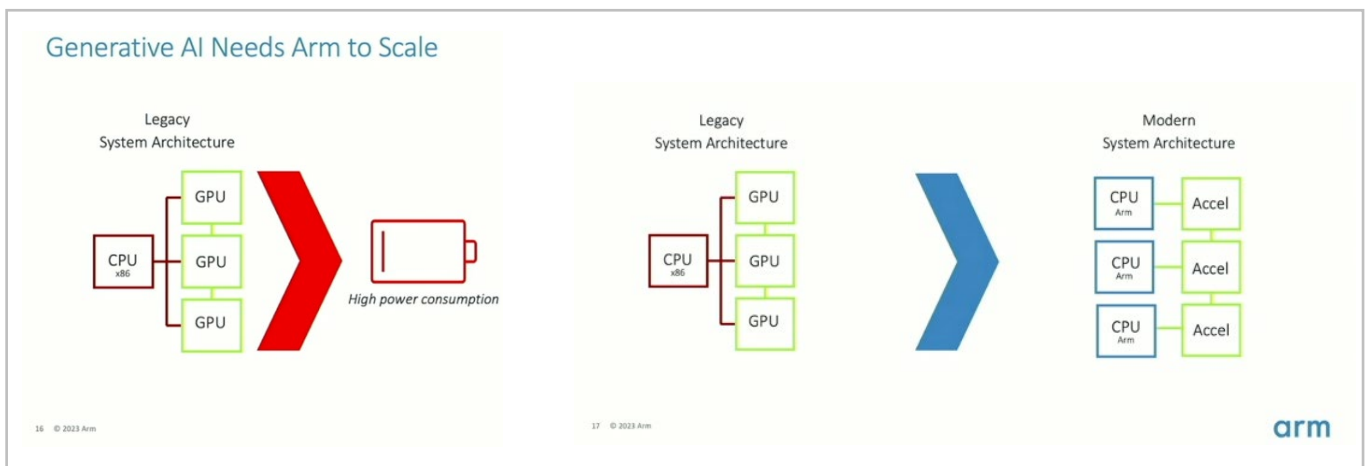 Generative AI Needs Arm to Scale
Legacy
System Architecture
GPU
CPU
x86
GPU
GPU
High power consumption
16 © 2023 Arm
Legacy
System Architecture
GPU
CPU
x86
GPU
GPU
Modern
System Architecture
CPU
Arm
Accel
CPU
Arm
Accel
CPU
Arm
Accel
17 © 2023 Arm
arm